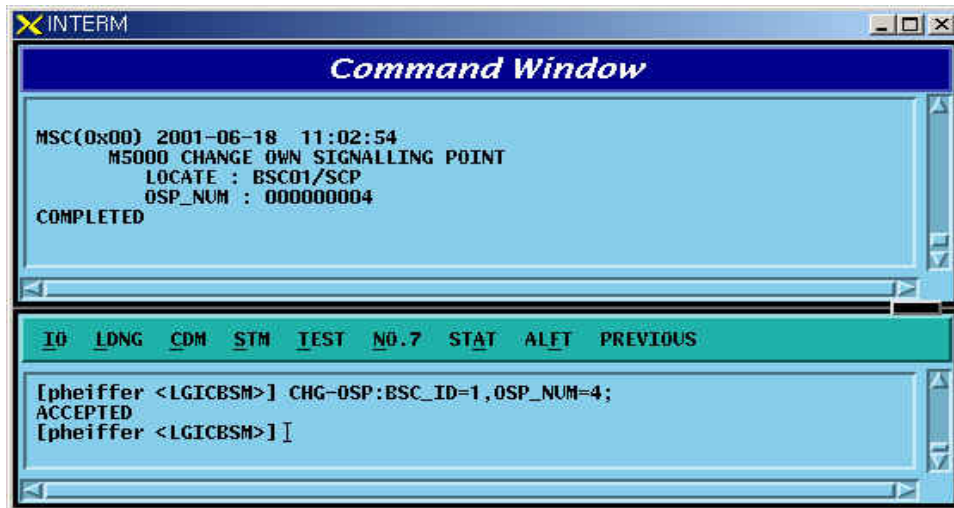 INTERM
Command Window
MSC(0x00) 2001-06-18 11:02:54
M5000 CHANGE OWN SIGNALLING POINT
LOCATE : BSC01/SCP
OSP_NUM : 000000004
COMPLETED
IO LDNG CDM STM TEST NO.7 STAT ALFT PREVIOUS
[pheiffer <LGICBSM>] CHG-OSP:BSC_ID=1,OSP_NUM=4;
ACCEPTED
[pheiffer <LGICBSM>]